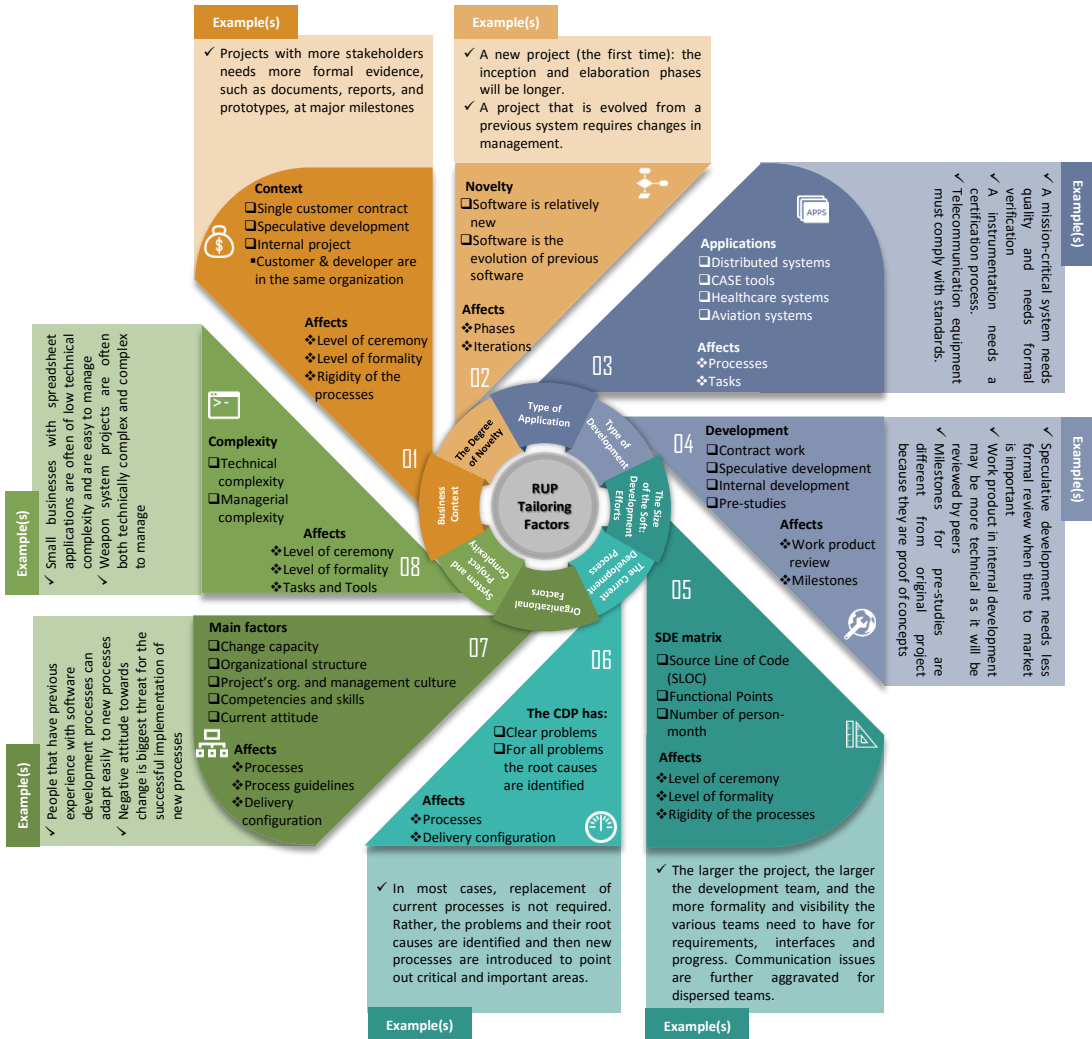 Example(s)
✓ Projects with more stakeholders
needs more formal evidence,
such as documents, reports, and
prototypes, at major milestones
Context
❑Single customer contract
❑Speculative development
❑Internal project
▪Customer & developer are
in the same organization
Affects
❖Level of ceremony
❖Level of formality
❖Rigidity of the
processes
01
Example(s)
✓ A new project (the first time): the
inception and elaboration phases
will be longer.
✓ A project that is evolved from a
previous system requires changes in
management.
Novelty
❑Software is relatively
new
❑Software is the
evolution of previous
software
Affects
❖Phases
❖Iterations
02
Example(s)
✓ A mission-critical system needs
quality and needs formal
verification
✓ A instrumentation needs a
certification process.
✓ Telecommunication equipment
must comply with standards.
APPS
Applications
❑Distributed systems
❑CASE tools
❑Healthcare systems
❑Aviation systems
Affects
❖Processes
❖Tasks
03
Example(s)
✓ Speculative development needs less
formal review when time to market
is important
✓ Work product in internal development
may be more technical as it will be
reviewed by peers
✓ Milestones for pre-studies are
different from original project
because they are proof of concepts
04
Development
❑Contract work
❑Speculative development
❑Internal development
❑Pre-studies
Affects
❖Work product
review
❖Milestones
05
SDE matrix
❑Source Line of Code
(SLOC)
❑Functional Points
❑Number of person-
month
Affects
❖Level of ceremony
❖Level of formality
❖Rigidity of the processes
✓ The larger the project, the larger
the development team, and the
more formality and visibility the
various teams need to have for
requirements, interfaces and
progress. Communication issues
are further aggravated for
dispersed teams.
Example(s)
06
The CDP has:
❑Clear problems
❑For all problems
the root causes
are identified
Affects
❖Processes
❖Delivery configuration
✓ In most cases, replacement of
current processes is not required.
Rather, the problems and their root
causes are identified and then new
processes are introduced to point
out critical and important areas.
Example(s)
07
Main factors
❑Change capacity
❑Organizational structure
❑Project's org. and management culture
❑Competencies and skills
❑Current attitude
Affects
❖Processes
❖Process guidelines
❖Delivery
configuration
Example(s)
✓ People that have previous
experience with software
development processes can
adapt easily to new processes
✓ Negative attitude towards
change is biggest threat for the
successful implementation of
new processes
08
Complexity
❑Technical
complexity
❑Managerial
complexity
Affects
❖Level of ceremony
❖Level of formality
❖Tasks and Tools
Example(s)
✓ Small business with spreadsheet
applications are often of low technical
complexity and are easy to manage
✓ Weapon system projects are often
both technically complex and complex
to manage
RUP
Tailoring
Factors
Business
Context
The Degree
of Novelty
Type of
Application
Type of
Development
The Size
of the Soft:
Development
Efforts
The Current
Development
Process
Organizational
Factors
System and
Project
Complexity